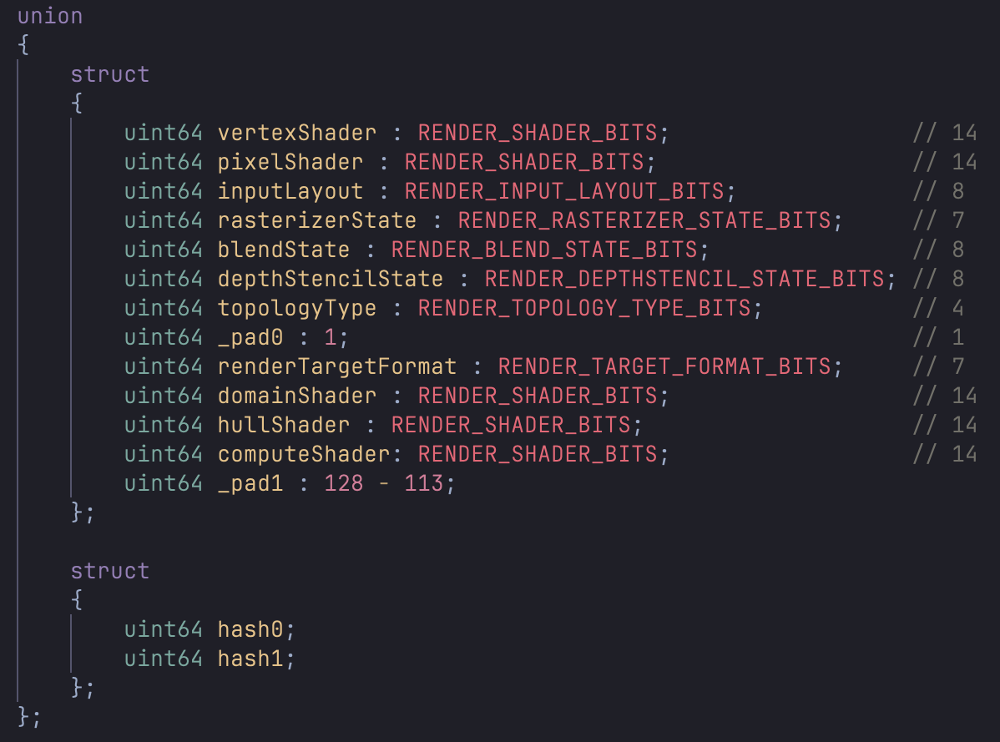 union
{
    struct
    {
        uint64 vertexShader : RENDER_SHADER_BITS;                  // 14
        uint64 pixelShader : RENDER_SHADER_BITS;                   // 14
        uint64 inputLayout : RENDER_INPUT_LAYOUT_BITS;             // 8
        uint64 rasterizerState : RENDER_RASTERIZER_STATE_BITS;     // 7
        uint64 blendState : RENDER_BLEND_STATE_BITS;               // 8
        uint64 depthStencilState : RENDER_DEPTHSTENCIL_STATE_BITS; // 8
        uint64 topologyType : RENDER_TOPOLOGY_TYPE_BITS;           // 4
        uint64 _pad0 : 1;                                          // 1
        uint64 renderTargetFormat : RENDER_TARGET_FORMAT_BITS;     // 7
        uint64 domainShader : RENDER_SHADER_BITS;                  // 14
        uint64 hullShader : RENDER_SHADER_BITS;                    // 14
        uint64 computeShader: RENDER_SHADER_BITS;                  // 14
        uint64 _pad1 : 128 - 113;
    };

    struct
    {
        uint64 hash0;
        uint64 hash1;
    };
};